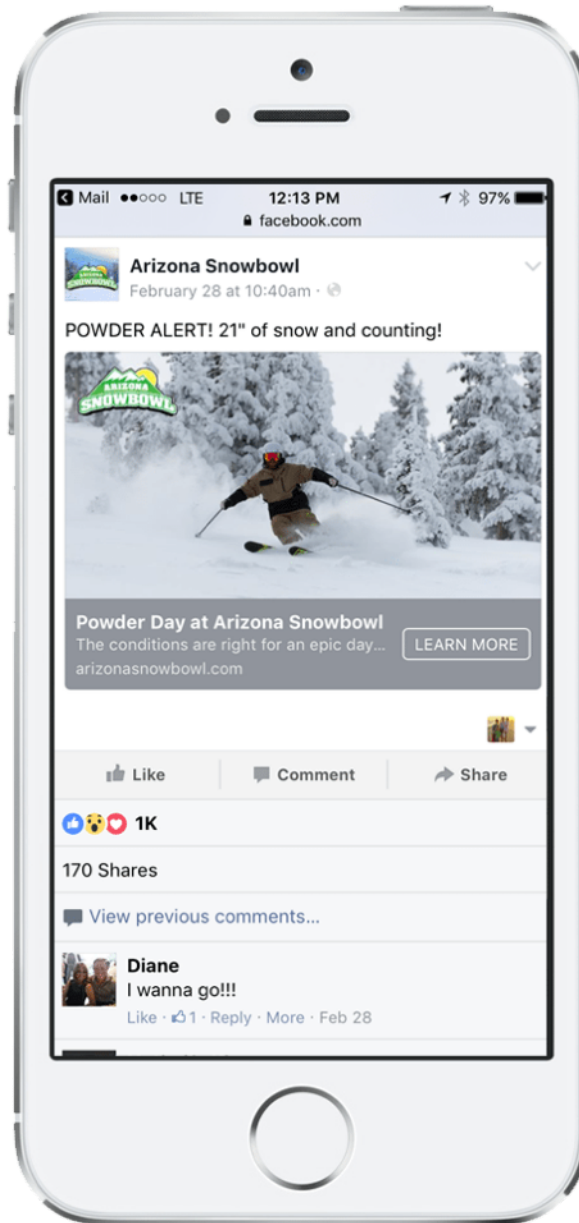 Mail LTE 12:13 PM 97%
facebook.com
Arizona Snowbowl
February 28 at 10:40am ·
POWDER ALERT! 21" of snow and counting!
ARIZONA
SNOWBOWL
Powder Day at Arizona Snowbowl
The conditions are right for an epic day...
LEARN MORE
arizonasnowbowl.com
Like Comment Share
1K
170 Shares
View previous comments...
Diane
I wanna go!!!
Like · 1 · Reply · More · Feb 28